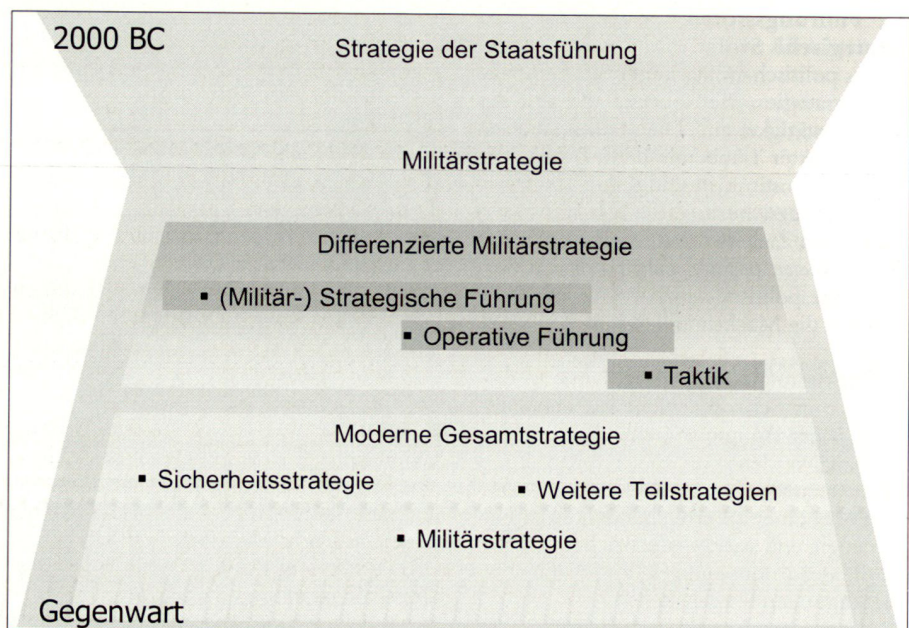 2000 BC
Strategie der Staatsführung
Militärstrategie
Differenzierte Militärstrategie
▪ (Militär-) Strategische Führung
▪ Operative Führung
▪ Taktik
Moderne Gesamtstrategie
▪ Sicherheitsstrategie
▪ Weitere Teilstrategien
▪ Militärstrategie
Gegenwart